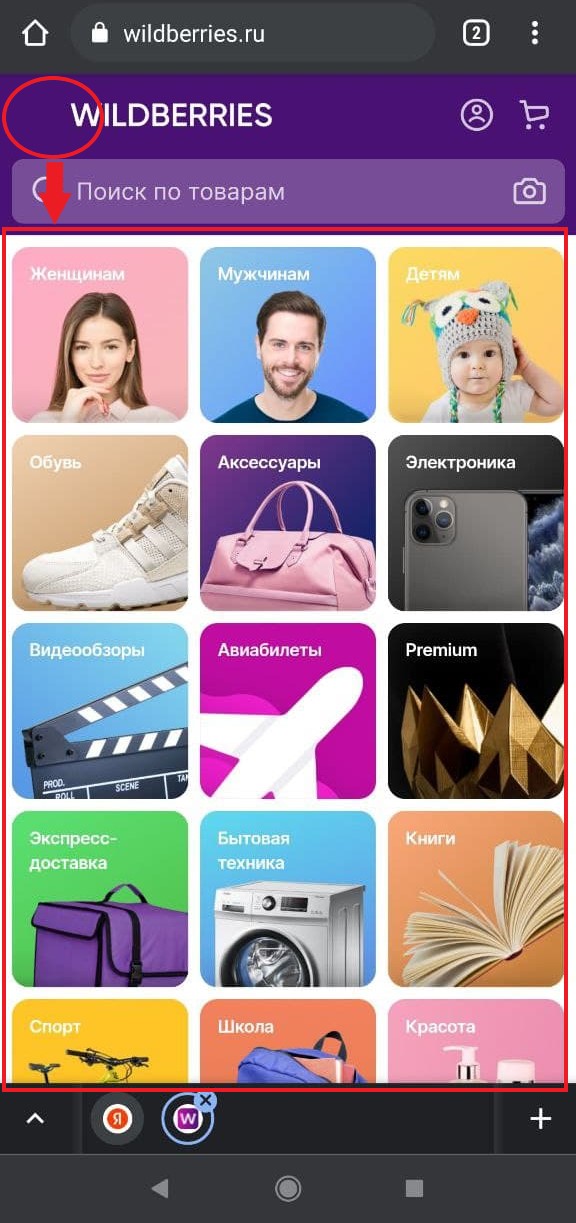 wildberries.ru
2
WILDBERRIES
Поиск по товарам
Женщинам
Мужчинам
Детям
Обувь
Аксессуары
Электроника
Видеообзоры
Авиабилеты
Premium
PROD.
ROLL
SCENE
TAK
Экспресс-
доставка
Бытовая
техника
Книги
Спорт
Школа
Красота
Я
W